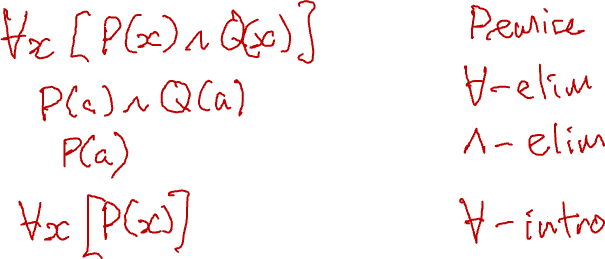 ∀x [P(x) ∧ Q(x)] Premise
P(a) ∧ Q(a) ∀-elim
P(a) ∧-elim
∀x [P(x)] ∀-intro